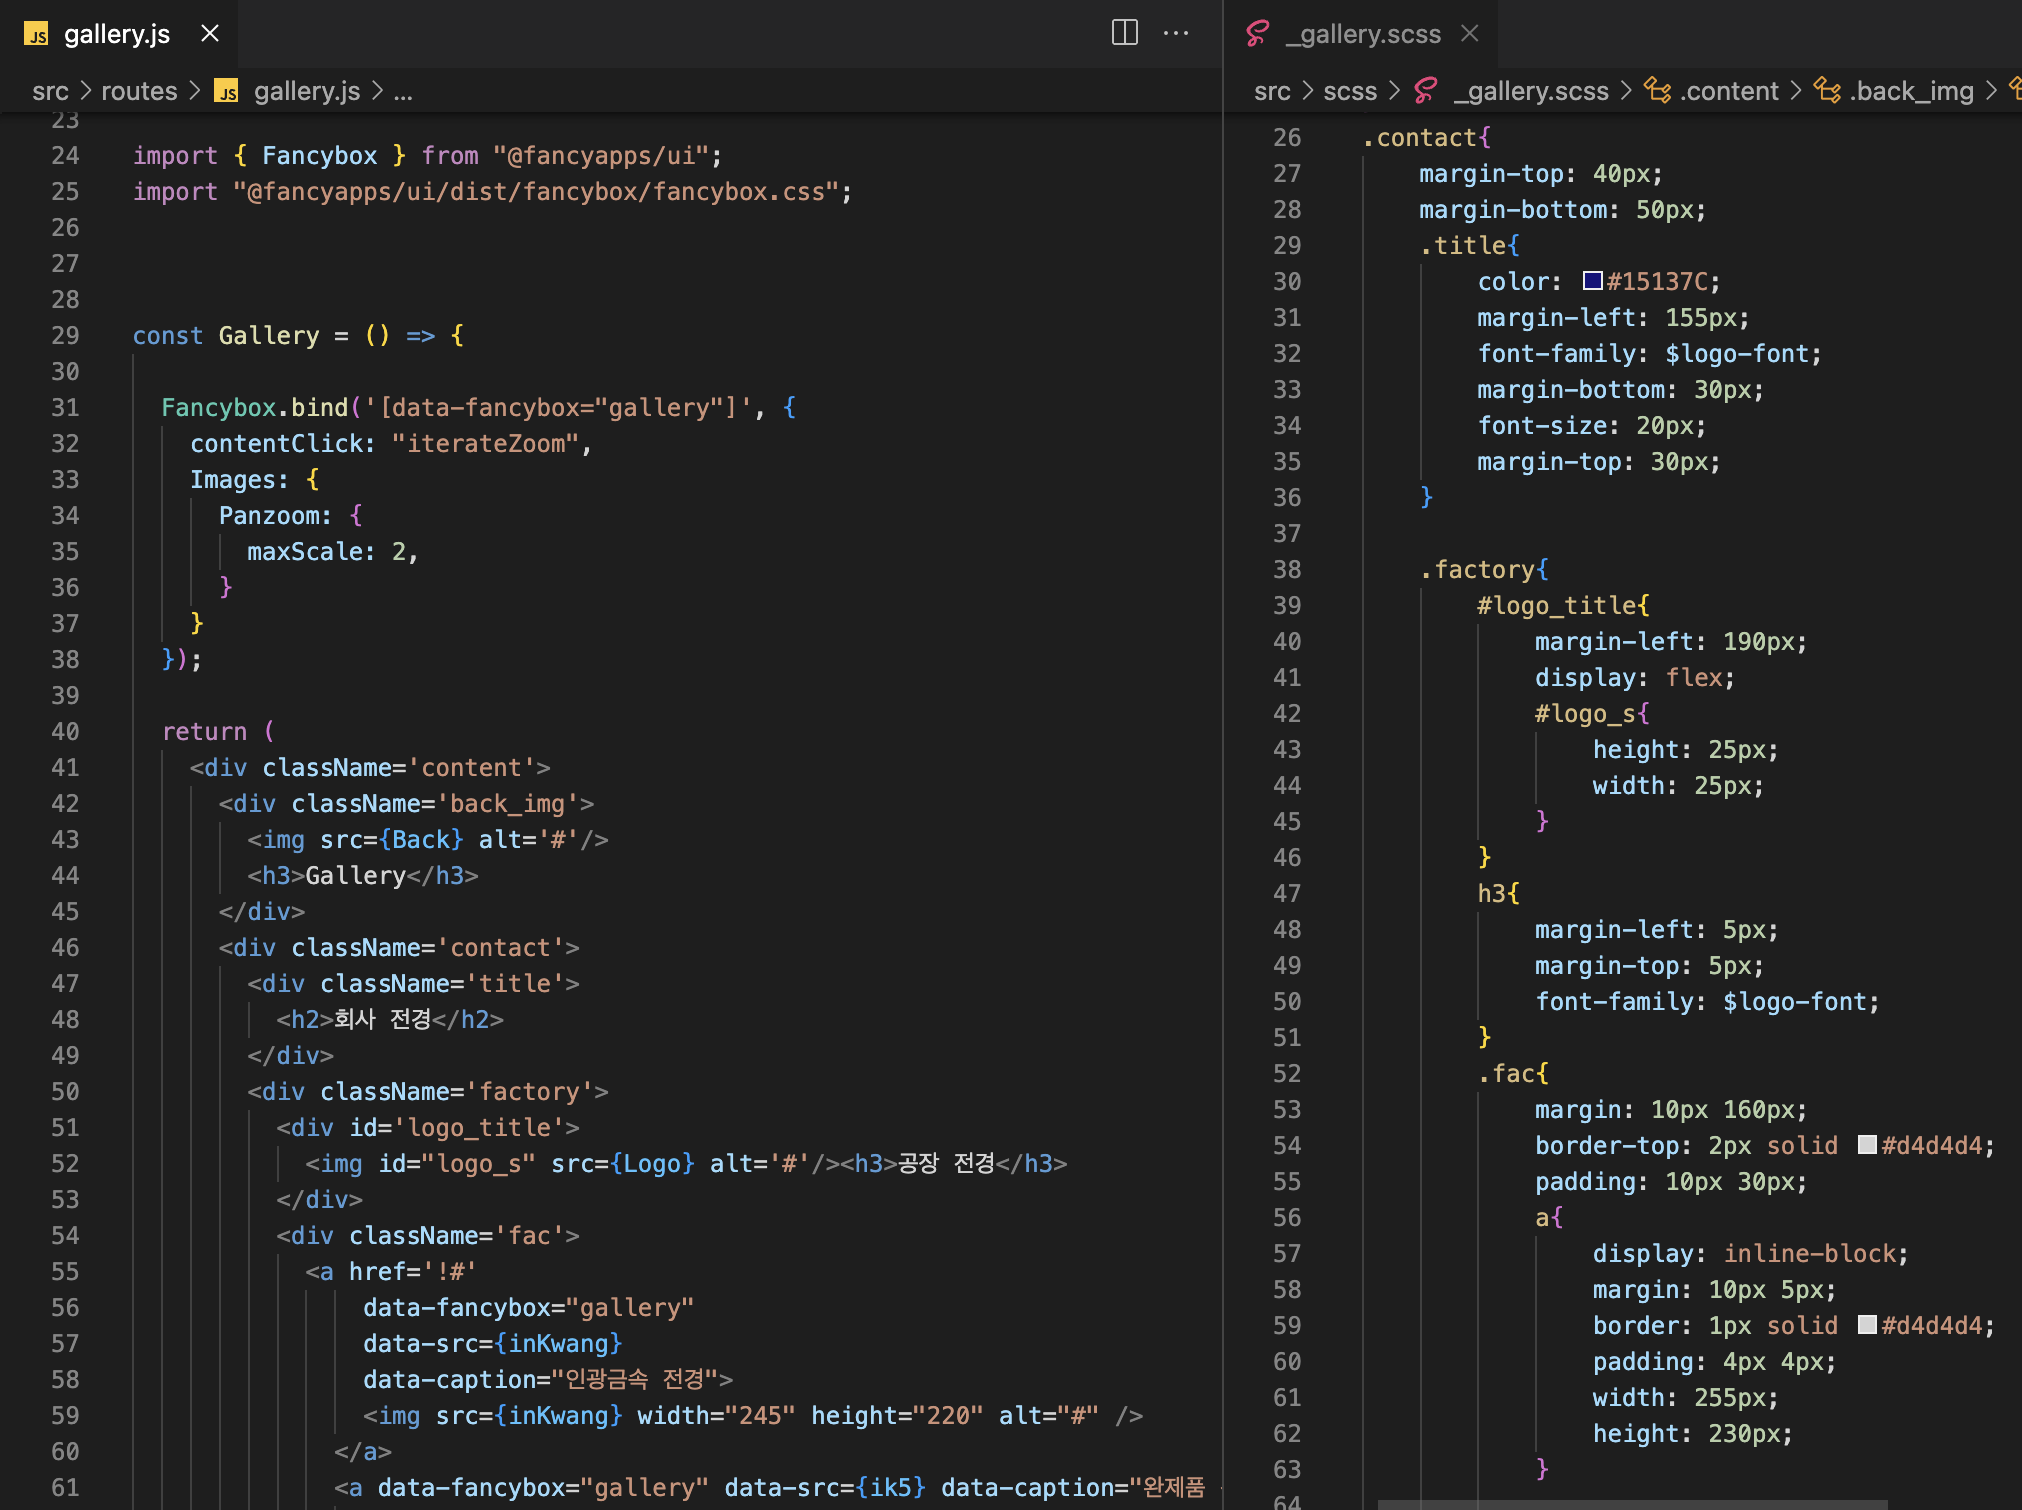 gallery.js
src > routes > gallery.js > ...
23
24 import { Fancybox } from "@fancyapps/ui";
25 import "@fancyapps/ui/dist/fancybox/fancybox.css";
26
27
28
29 const Gallery = () => {
30
31 Fancybox.bind('[data-fancybox="gallery"]', {
32 contentClick: "iterateZoom",
33 Images: {
34 Panzoom: {
35 maxScale: 2,
36 }
37 }
38 });
39
40 return (
41 <div className='content'>
42 <div className='back_img'>
43 <img src={Back} alt='#'/>
44 <h3>Gallery</h3>
45 </div>
46 <div className='contact'>
47 <div className='title'>
48 <h2>회사 전경</h2>
49 </div>
50 <div className='factory'>
51 <div id='logo_title'>
52 <img id="logo_s" src={Logo} alt='#'/><h3>공장 전경</h3>
53 </div>
54 <div className='fac'>
55 <a href='!#'
56 data-fancybox="gallery"
57 data-src={inKwang}
58 data-caption="인광금속 전경">
59 <img src={inKwang} width="245" height="220" alt="#" />
60 </a>
61 <a data-fancybox="gallery" data-src={ik5} data-caption="완제품
_gallery.scss
src > scss > _gallery.scss > .content > .back_img >
26 .contact{
27 margin-top: 40px;
28 margin-bottom: 50px;
29 .title{
30 color: #15137C;
31 margin-left: 155px;
32 font-family: $logo-font;
33 margin-bottom: 30px;
34 font-size: 20px;
35 margin-top: 30px;
36 }
37
38 .factory{
39 #logo_title{
40 margin-left: 190px;
41 display: flex;
42 #logo_s{
43 height: 25px;
44 width: 25px;
45 }
46 }
47 h3{
48 margin-left: 5px;
49 margin-top: 5px;
50 font-family: $logo-font;
51 }
52 .fac{
53 margin: 10px 160px;
54 border-top: 2px solid #d4d4d4;
55 padding: 10px 30px;
56 a{
57 display: inline-block;
58 margin: 10px 5px;
59 border: 1px solid #d4d4d4;
60 padding: 4px 4px;
61 width: 255px;
62 height: 230px;
63 }
64